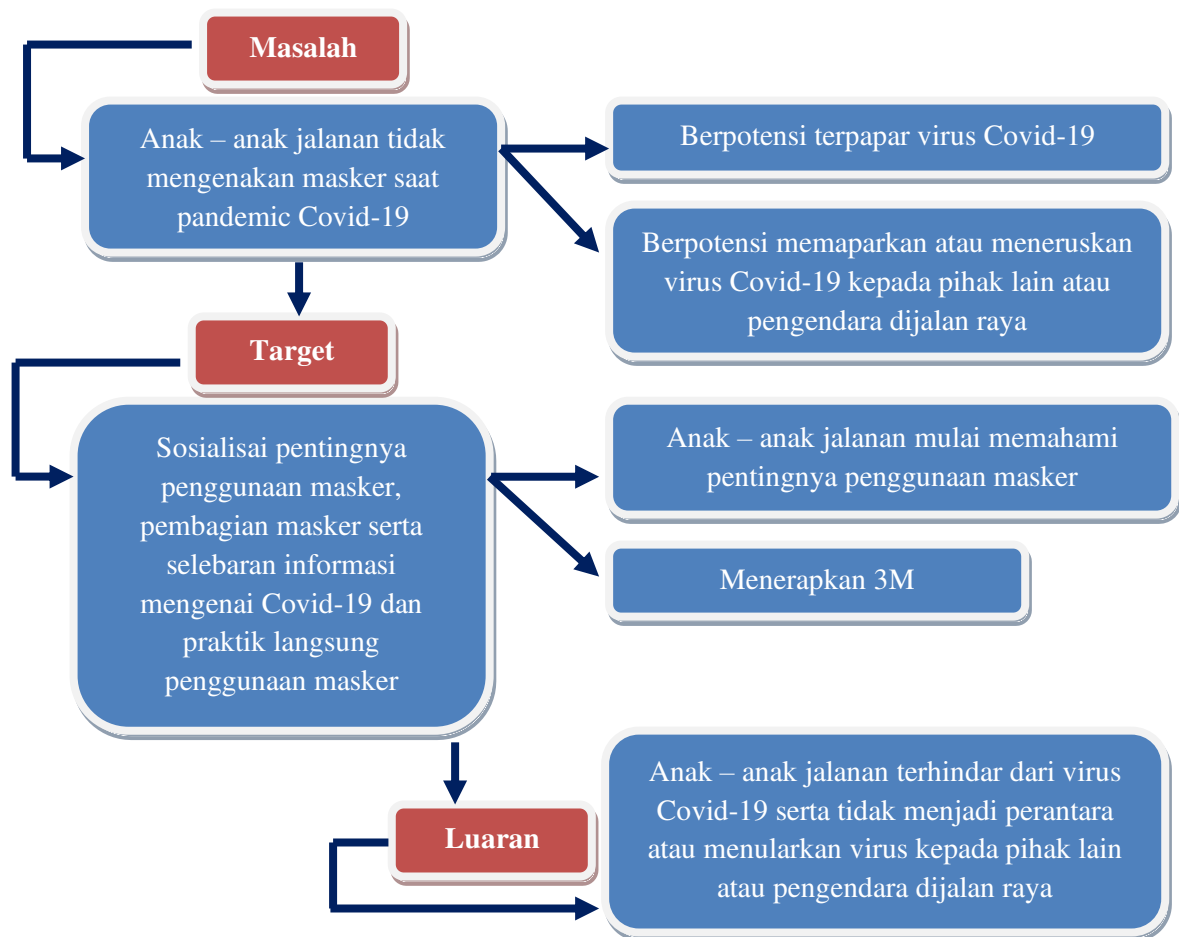 Masalah
Anak – anak jalanan tidak
mengenakan masker saat
pandemic Covid-19
Berpotensi terpapar virus Covid-19
Berpotensi memaparkan atau meneruskan
virus Covid-19 kepada pihak lain atau
pengendara dijalan raya
Target
Sosialisai pentingnya
penggunaan masker,
pembagian masker serta
selebaran informasi
mengenai Covid-19 dan
praktik langsung
penggunaan masker
Anak – anak jalanan mulai memahami
pentingnya penggunaan masker
Menerapkan 3M
Luaran
Anak – anak jalanan terhindar dari virus
Covid-19 serta tidak menjadi perantara
atau menularkan virus kepada pihak lain
atau pengendara dijalan raya